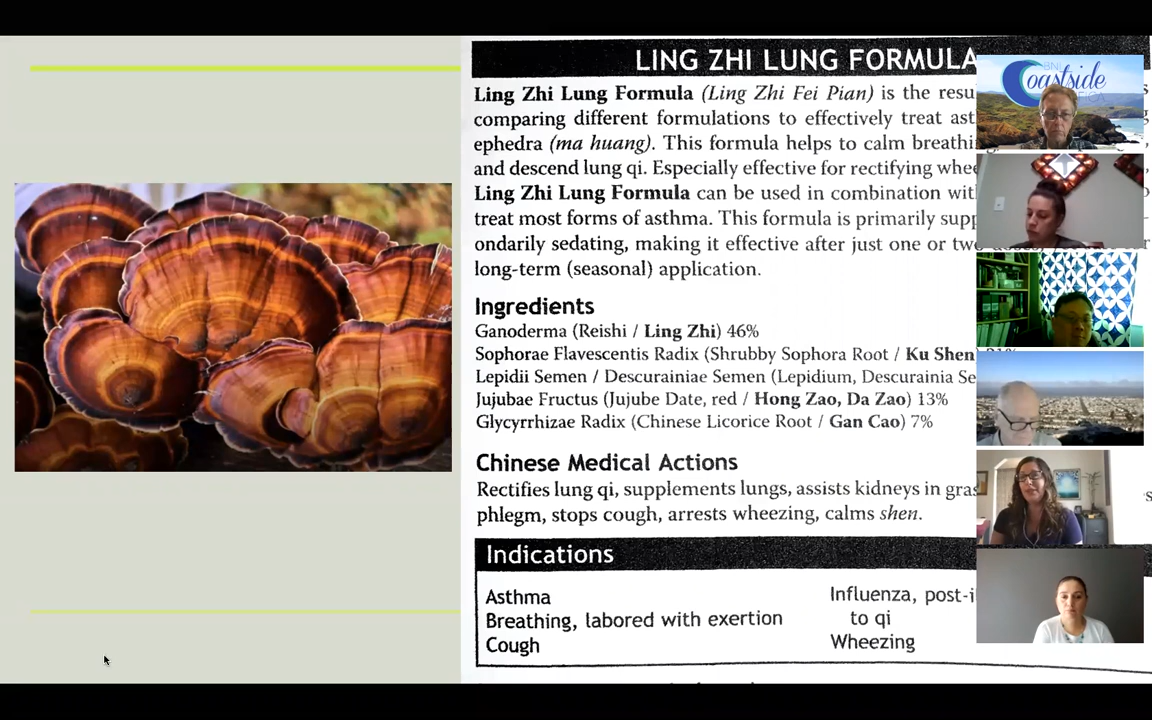 LING ZHI LUNG FORMULA
Ling Zhi Lung Formula (Ling Zhi Fei Pian) is the resu
comparing different formulations to effectively treat ast
ephedra (ma huang). This formula helps to calm breathin
and descend lung qi. Especially effective for rectifying whee
Ling Zhi Lung Formula can be used in combination wit
treat most forms of asthma. This formula is primarily supp
ondarily sedating, making it effective after just one or two
long-term (seasonal) application.
Ingredients
Ganoderma (Reishi / Ling Zhi) 46%
Sophorae Flavescentis Radix (Shrubby Sophora Root / Ku Shen
Lepidii Semen / Descurainiae Semen (Lepidium, Descurainia Se
Jujubae Fructus (Jujube Date, red / Hong Zao, Da Zao) 13%
Glycyrrhizae Radix (Chinese Licorice Root / Gan Cao) 7%
Chinese Medical Actions
Rectifies lung qi, supplements lungs, assists kidneys in gras
phlegm, stops cough, arrests wheezing, calms shen.
Indications
Asthma
Breathing, labored with exertion
Cough
Influenza, post-i
to qi
Wheezing
BNI
Coastside